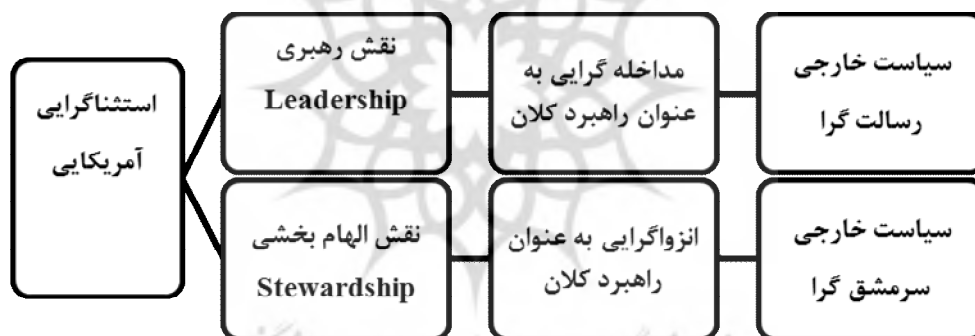 استثناگرایی
آمریکایی
نقش رهبری
Leadership
مداخله گرایی به
عنوان راهبرد کلان
سیاست خارجی
رسالت گرا
نقش الهام بخشی
Stewardship
انزواگرایی به عنوان
راهبرد کلان
سیاست خارجی
سرمشق گرا